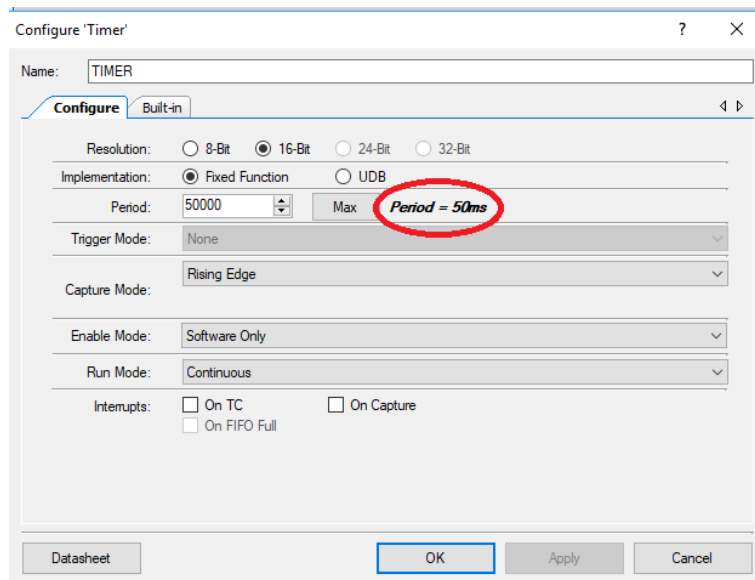 Configure 'Timer' ? X
Name: TIMER
Configure Built-in
Resolution: 8-Bit 16-Bit 24-Bit 32-Bit
Implementation: Fixed Function UDB
Period: 50000 Max Period = 50ms
Trigger Mode: None
Capture Mode: Rising Edge
Enable Mode: Software Only
Run Mode: Continuous
Interrupts: On TC On Capture
On FIFO Full
Datasheet OK Apply Cancel